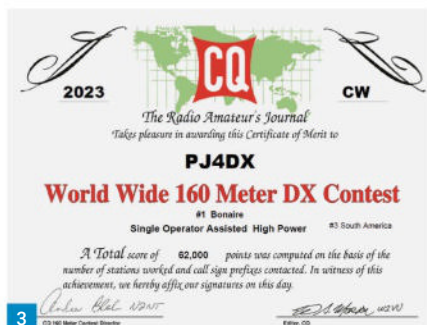 2023
CQ
CW
The Radio Amateur's Journal
Takes pleasure in awarding this Certificate of Merit to
PJ4DX
World Wide 160 Meter DX Contest
#1 Bonaire
Single Operator Assisted High Power #3 South America
A Total score of 62,000 points was computed on the basis of the
number of stations worked and call sign prefixes contacted. In witness of this
achievement, we hereby affix our signatures on this day.
N2NT
3
CQ 160 Meter Contest Director
Editor, CQ